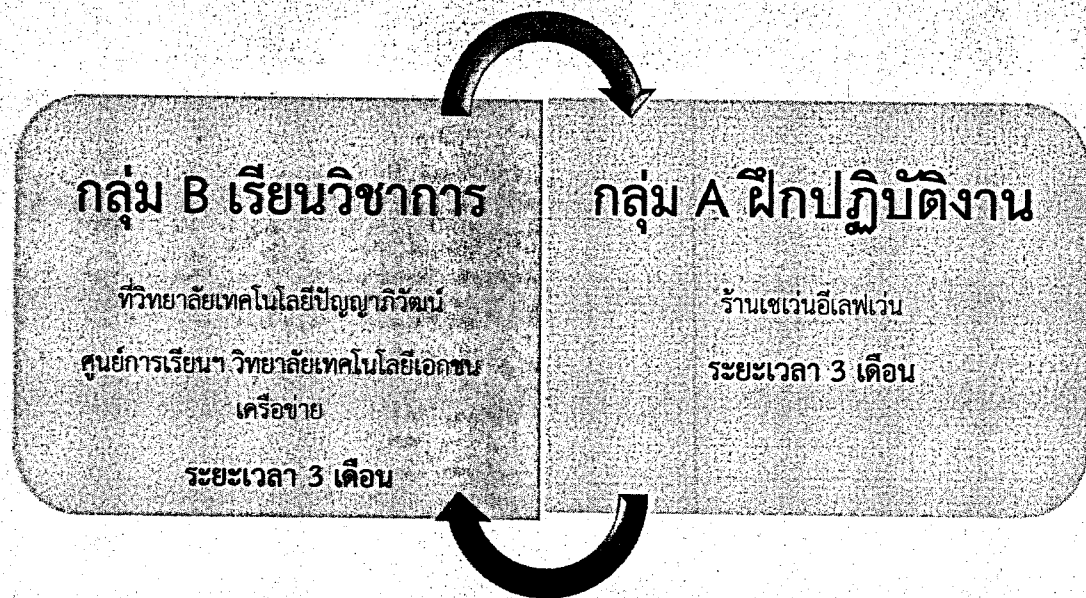 กลุ่ม B เรียนวิชาการ
ที่วิทยาลัยเทคโนโลยีปัญญาภิวัฒน์
ศูนย์การเรียนฯ วิทยาลัยเทคโนโลยีเอกชน
เครือข่าย
ระยะเวลา 3 เดือน
กลุ่ม A ฝึกปฏิบัติงาน
ร้านเซเว่นอีเลฟเว่น
ระยะเวลา 3 เดือน